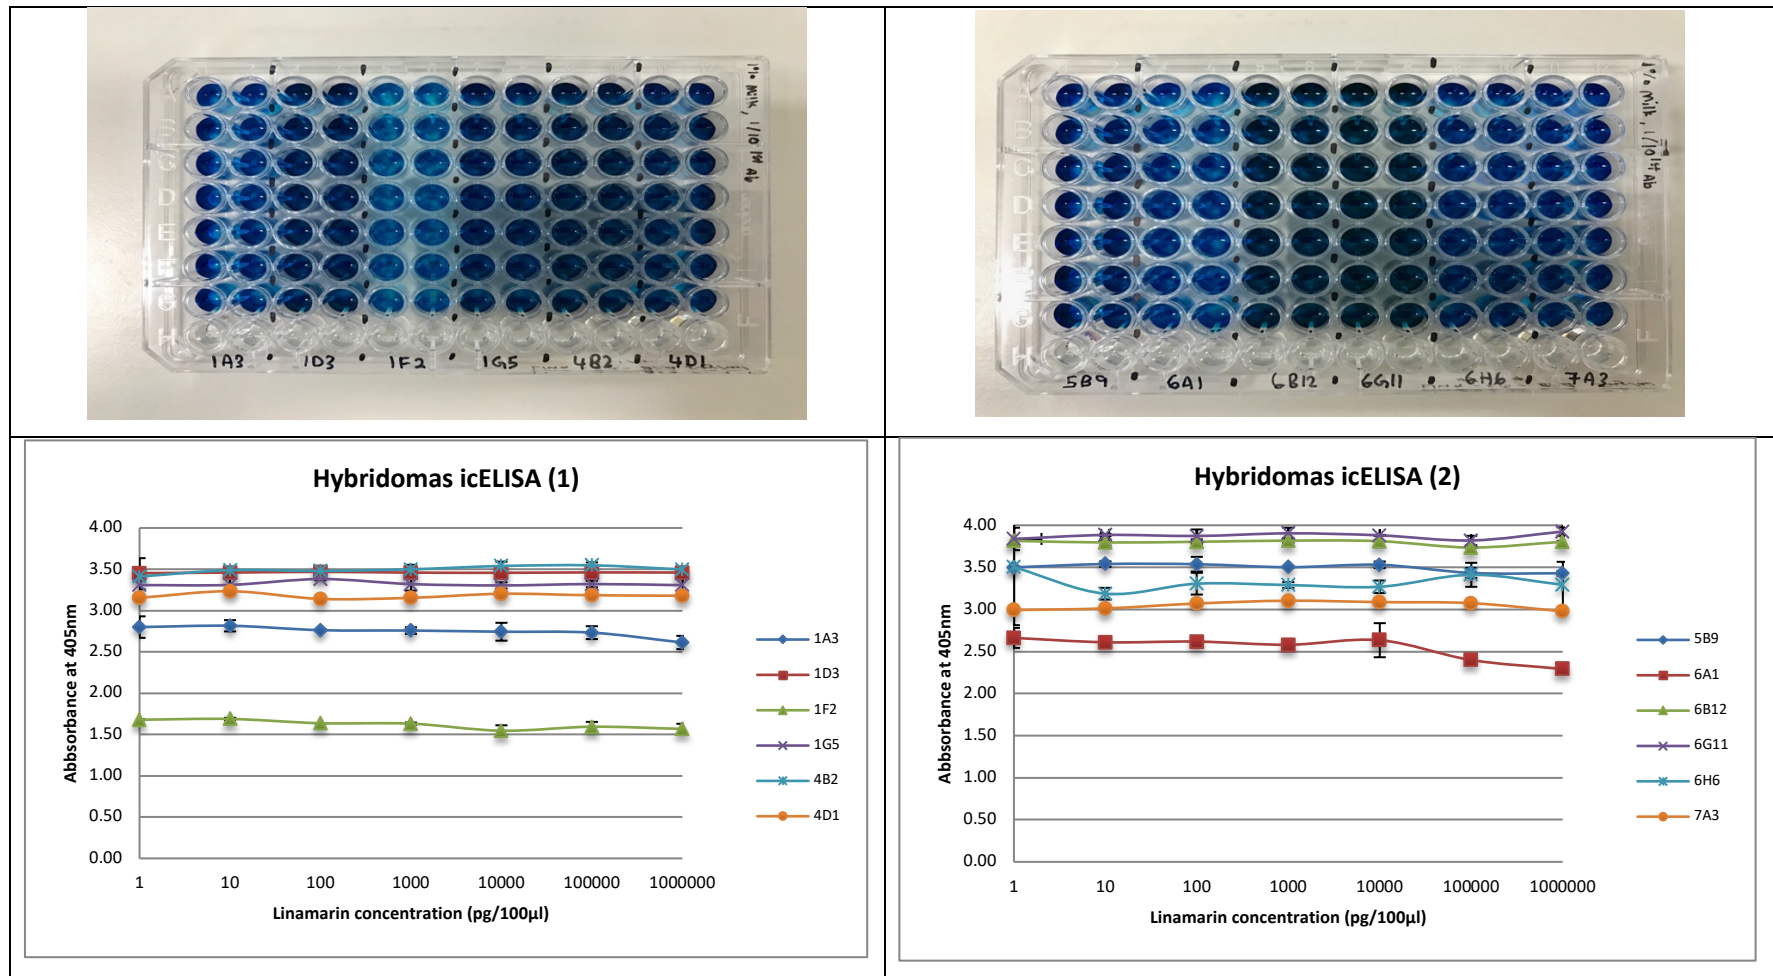 1% Milk, 1/10 1st Ab
A
B
C
D
E
F
G
H
1A3 1D3 1F2 1G5 4B2 4D1
1% Milk, 1/10 1st Ab
A
B
C
D
E
F
G
H
5B9 6A1 6B12 6G11 6H6 7A3
Hybridomas icELISA (1)
Abbsorbance at 405nm
4.00
3.50
3.00
2.50
2.00
1.50
1.00
0.50
0.00
1 10 100 1000 10000 100000 1000000
Linamarin concentration (pg/100µl)
1A3
1D3
1F2
1G5
4B2
4D1
Hybridomas icELISA (2)
Abbsorbance at 405nm
4.00
3.50
3.00
2.50
2.00
1.50
1.00
0.50
0.00
1 10 100 1000 10000 100000 1000000
Linamarin concentration (pg/100µl)
5B9
6A1
6B12
6G11
6H6
7A3